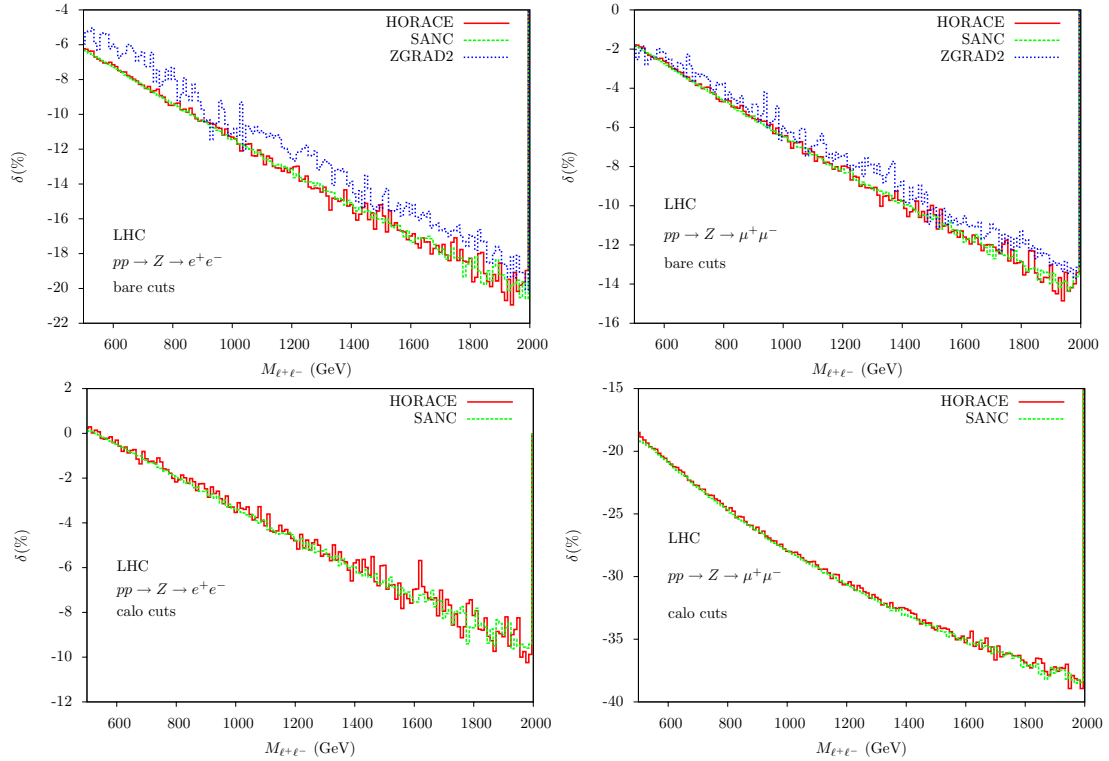 -4
-6
-8
-10
-12
-14
-16
-18
-20
-22
δ(%)
HORACE
SANC
ZGRAD2
LHC
pp → Z → e⁺e⁻
bare cuts
600 800 1000 1200 1400 1600 1800 2000
Mℓ⁺ℓ⁻ (GeV)
0
-2
-4
-6
-8
-10
-12
-14
-16
δ(%)
HORACE
SANC
ZGRAD2
LHC
pp → Z → μ⁺μ⁻
bare cuts
600 800 1000 1200 1400 1600 1800 2000
Mℓ⁺ℓ⁻ (GeV)
2
0
-2
-4
-6
-8
-10
-12
δ(%)
HORACE
SANC
LHC
pp → Z → e⁺e⁻
calo cuts
600 800 1000 1200 1400 1600 1800 2000
Mℓ⁺ℓ⁻ (GeV)
-15
-20
-25
-30
-35
-40
δ(%)
HORACE
SANC
LHC
pp → Z → μ⁺μ⁻
calo cuts
600 800 1000 1200 1400 1600 1800 2000
Mℓ⁺ℓ⁻ (GeV)